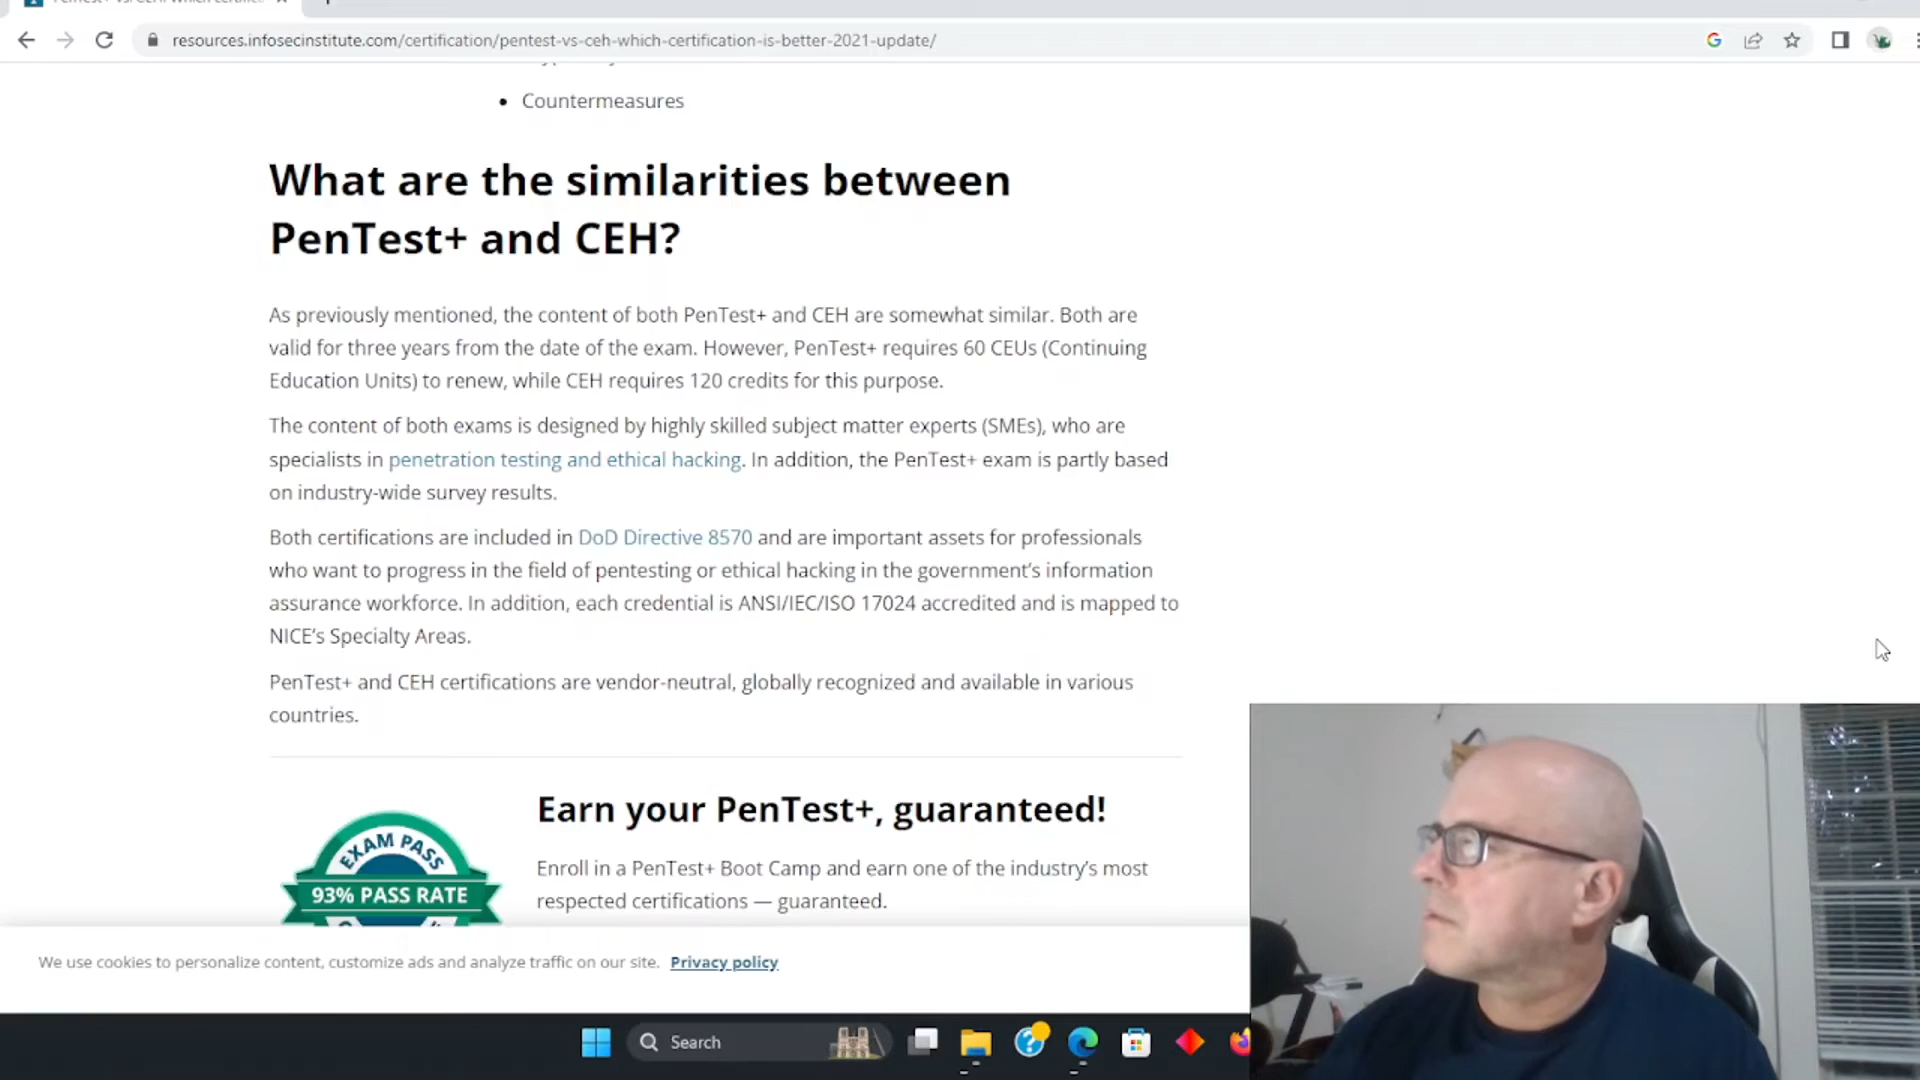 resources.infosecinstitute.com/certification/pentest-vs-ceh-which-certification-is-better-2021-update/
• Countermeasures
What are the similarities between
PenTest+ and CEH?
As previously mentioned, the content of both PenTest+ and CEH are somewhat similar. Both are
valid for three years from the date of the exam. However, PenTest+ requires 60 CEUs (Continuing
Education Units) to renew, while CEH requires 120 credits for this purpose.
The content of both exams is designed by highly skilled subject matter experts (SMEs), who are
specialists in penetration testing and ethical hacking. In addition, the PenTest+ exam is partly based
on industry-wide survey results.
Both certifications are included in DoD Directive 8570 and are important assets for professionals
who want to progress in the field of pentesting or ethical hacking in the government's information
assurance workforce. In addition, each credential is ANSI/IEC/ISO 17024 accredited and is mapped to
NICE's Specialty Areas.
PenTest+ and CEH certifications are vendor-neutral, globally recognized and available in various
countries.
EXAM PASS
93% PASS RATE
Earn your PenTest+, guaranteed!
Enroll in a PenTest+ Boot Camp and earn one of the industry's most
respected certifications — guaranteed.
We use cookies to personalize content, customize ads and analyze traffic on our site. Privacy policy
Search